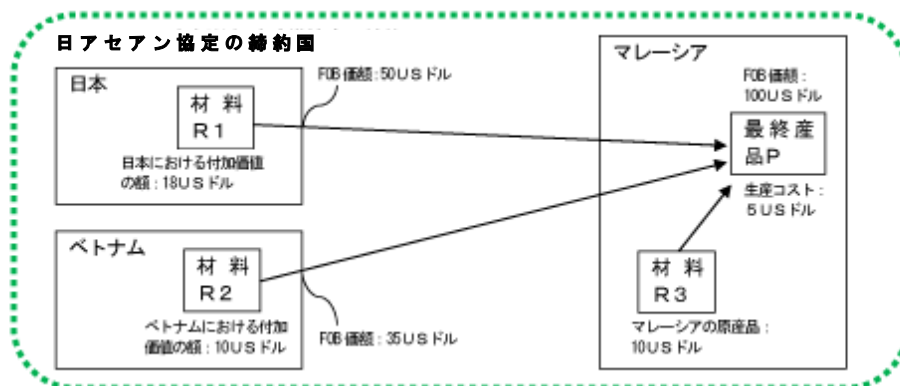 日アセアン協定の締約国
日本
材料
R1
日本における付加価値
の額：18USドル
FOB価額：50USドル
ベトナム
材料
R2
ベトナムにおける付加
価値の額：10USドル
FOB価額：35USドル
マレーシア
FOB価額：
100USドル
最終産
品P
生産コスト：
5USドル
材料
R3
マレーシアの原産品：
10USドル